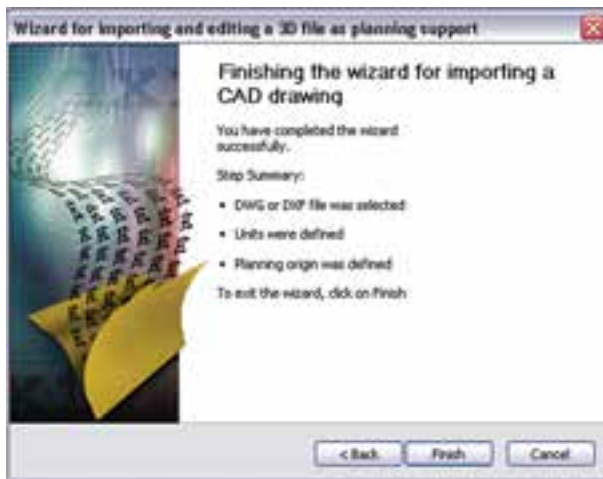 Wizard for importing and editing a 3D file as planning support
Finishing the wizard for importing a
CAD drawing
You have completed the wizard
successfully.
Step Summary:
• DWG or DXF file was selected
• Units were defined
• Planning origin was defined
To exit the wizard, click on Finish
< Back
Finish
Cancel